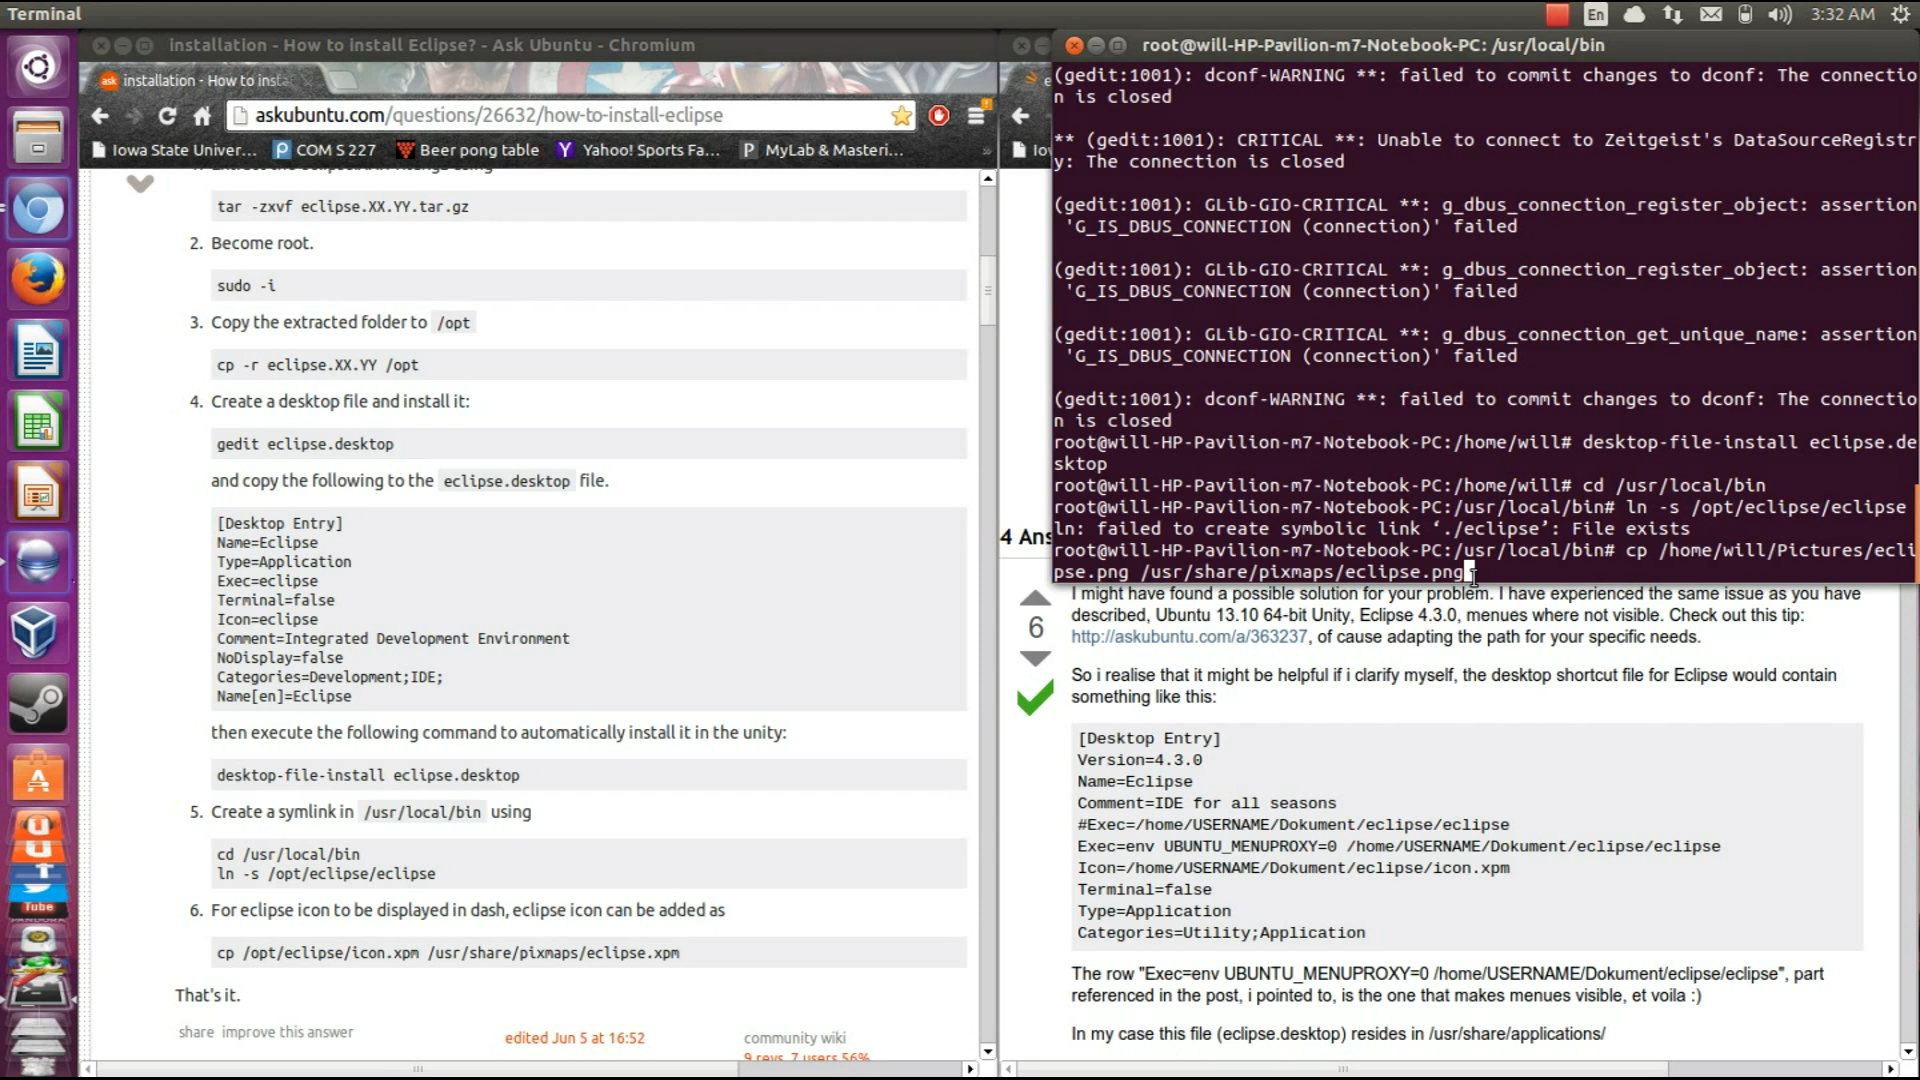 Terminal
En
3:32 AM
installation - How to install Eclipse? - Ask Ubuntu - Chromium
ask installation - How to insta
askubuntu.com/questions/26632/how-to-install-eclipse
Iowa State Univer... COM S 227 Beer pong table Yahoo! Sports Fa... MyLab & Masteri... »
tar -zxvf eclipse.XX.YY.tar.gz
2. Become root.
sudo -i
3. Copy the extracted folder to /opt
cp -r eclipse.XX.YY /opt
4. Create a desktop file and install it:
gedit eclipse.desktop
and copy the following to the eclipse.desktop file.
[Desktop Entry]
Name=Eclipse
Type=Application
Exec=eclipse
Terminal=false
Icon=eclipse
Comment=Integrated Development Environment
NoDisplay=false
Categories=Development;IDE;
Name[en]=Eclipse
then execute the following command to automatically install it in the unity:
desktop-file-install eclipse.desktop
5. Create a symlink in /usr/local/bin using
cd /usr/local/bin
ln -s /opt/eclipse/eclipse
6. For eclipse icon to be displayed in dash, eclipse icon can be added as
cp /opt/eclipse/icon.xpm /usr/share/pixmaps/eclipse.xpm
That's it.
share improve this answer
edited Jun 5 at 16:52
community wiki
9 revs, 7 users 56%
root@will-HP-Pavilion-m7-Notebook-PC: /usr/local/bin
(gedit:1001): dconf-WARNING **: failed to commit changes to dconf: The connectio
n is closed
** (gedit:1001): CRITICAL **: Unable to connect to Zeitgeist's DataSourceRegistr
y: The connection is closed
(gedit:1001): GLib-GIO-CRITICAL **: g_dbus_connection_register_object: assertion
'G_IS_DBUS_CONNECTION (connection)' failed
(gedit:1001): GLib-GIO-CRITICAL **: g_dbus_connection_register_object: assertion
'G_IS_DBUS_CONNECTION (connection)' failed
(gedit:1001): GLib-GIO-CRITICAL **: g_dbus_connection_get_unique_name: assertion
'G_IS_DBUS_CONNECTION (connection)' failed
(gedit:1001): dconf-WARNING **: failed to commit changes to dconf: The connectio
n is closed
root@will-HP-Pavilion-m7-Notebook-PC:/home/will# desktop-file-install eclipse.de
sktop
root@will-HP-Pavilion-m7-Notebook-PC:/home/will# cd /usr/local/bin
root@will-HP-Pavilion-m7-Notebook-PC:/usr/local/bin# ln -s /opt/eclipse/eclipse
ln: failed to create symbolic link ‘./eclipse’: File exists
root@will-HP-Pavilion-m7-Notebook-PC:/usr/local/bin# cp /home/will/Pictures/ecli
pse.png /usr/share/pixmaps/eclipse.png
4 Ans
6
I might have found a possible solution for your problem. I have experienced the same issue as you have
described, Ubuntu 13.10 64-bit Unity, Eclipse 4.3.0, menues where not visible. Check out this tip:
http://askubuntu.com/a/363237, of cause adapting the path for your specific needs.
So i realise that it might be helpful if i clarify myself, the desktop shortcut file for Eclipse would contain
something like this:
[Desktop Entry]
Version=4.3.0
Name=Eclipse
Comment=IDE for all seasons
#Exec=/home/USERNAME/Dokument/eclipse/eclipse
Exec=env UBUNTU_MENUPROXY=0 /home/USERNAME/Dokument/eclipse/eclipse
Icon=/home/USERNAME/Dokument/eclipse/icon.xpm
Terminal=false
Type=Application
Categories=Utility;Application
The row "Exec=env UBUNTU_MENUPROXY=0 /home/USERNAME/Dokument/eclipse/eclipse", part
referenced in the post, i pointed to, is the one that makes menues visible, et voila :)
In my case this file (eclipse.desktop) resides in /usr/share/applications/
Tube